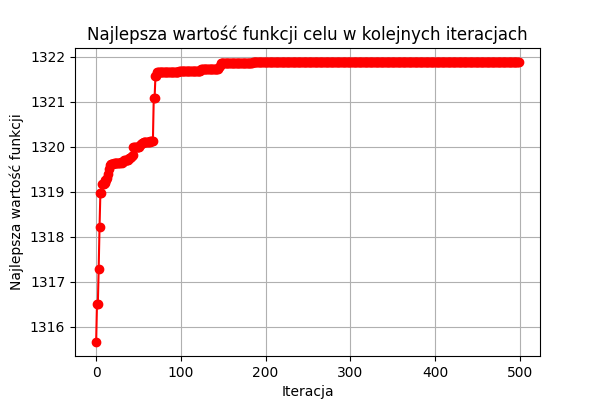 Najlepsza wartość funkcji celu w kolejnych iteracjach
Najlepsza wartość funkcji
1322
1321
1320
1319
1318
1317
1316
0 100 200 300 400 500
Iteracja